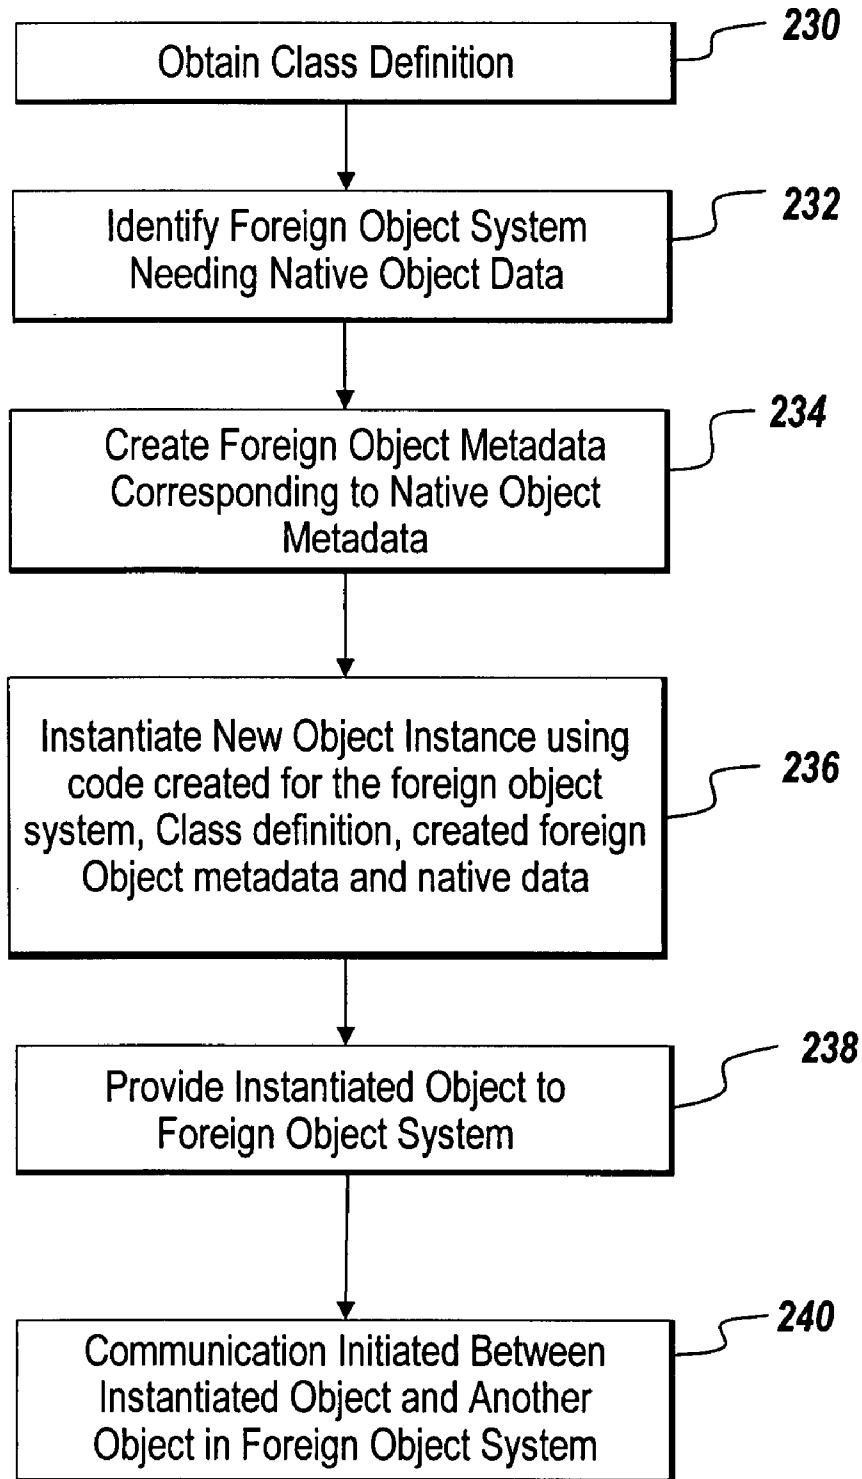 230
Obtain Class Definition
232
Identify Foreign Object System
Needing Native Object Data
234
Create Foreign Object Metadata
Corresponding to Native Object
Metadata
Instantiate New Object Instance using
code created for the foreign object
system, Class definition, created foreign
Object metadata and native data
236
238
Provide Instantiated Object to
Foreign Object System
240
Communication Initiated Between
Instantiated Object and Another
Object in Foreign Object System